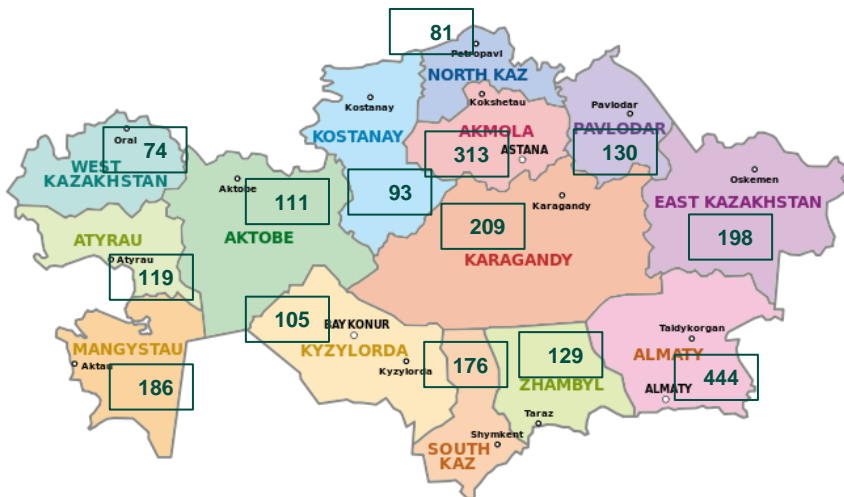 81
Petropavl
NORTH KAZ
Kostanay
Kokshetau
Pavlodar
KOSTANAY
AKMOLA
PAVLODAR
Oral
74
313
ASTANA
130
WEST
KAZAKHSTAN
Aktobe
111
93
Karagandy
Oskemen
EAST KAZAKHSTAN
ATYRAU
AKTOBE
209
198
Atyrau
KARAGANDY
119
105
BAYKONUR
Taldykorgan
MANGYSTAU
KYZYLORDA
176
129
ALMATY
Aktau
Kyzylorda
186
ZHAMBYL
444
ALMATY
Taraz
Shymkent
SOUTH
KAZ